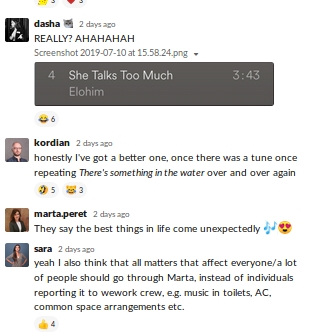 3 3
dasha 2 days ago
REALLY? AHAHAHAH
Screenshot 2019-07-10 at 15.58.24.png
4 She Talks Too Much 3:43
Elohim
6
kordian 2 days ago
honestly I've got a better one, once there was a tune once
repeating There's something in the water over and over again
5 3
marta.peret 2 days ago
They say the best things in life come unexpectedly 🎶😍
sara 2 days ago
yeah I also think that all matters that affect everyone/a lot
of people should go through Marta, instead of individuals
reporting it to wework crew, e.g. music in toilets, AC,
common space arrangements etc.
4